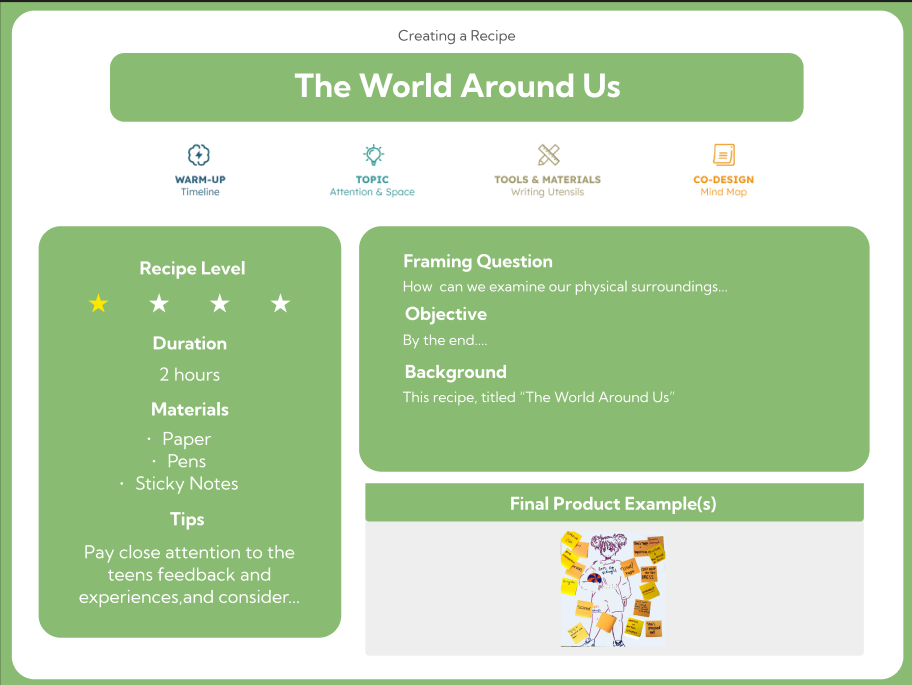 Creating a Recipe
The World Around Us
WARM-UP
Timeline
TOPIC
Attention & Space
TOOLS & MATERIALS
Writing Utensils
CO-DESIGN
Mind Map
Recipe Level
Duration
2 hours
Materials
· Paper
· Pens
· Sticky Notes
Tips
Pay close attention to the
teens feedback and
experiences,and consider...
Framing Question
How  can we examine our physical surroundings...
Objective
By the end....
Background
This recipe, titled “The World Around Us”
Final Product Example(s)